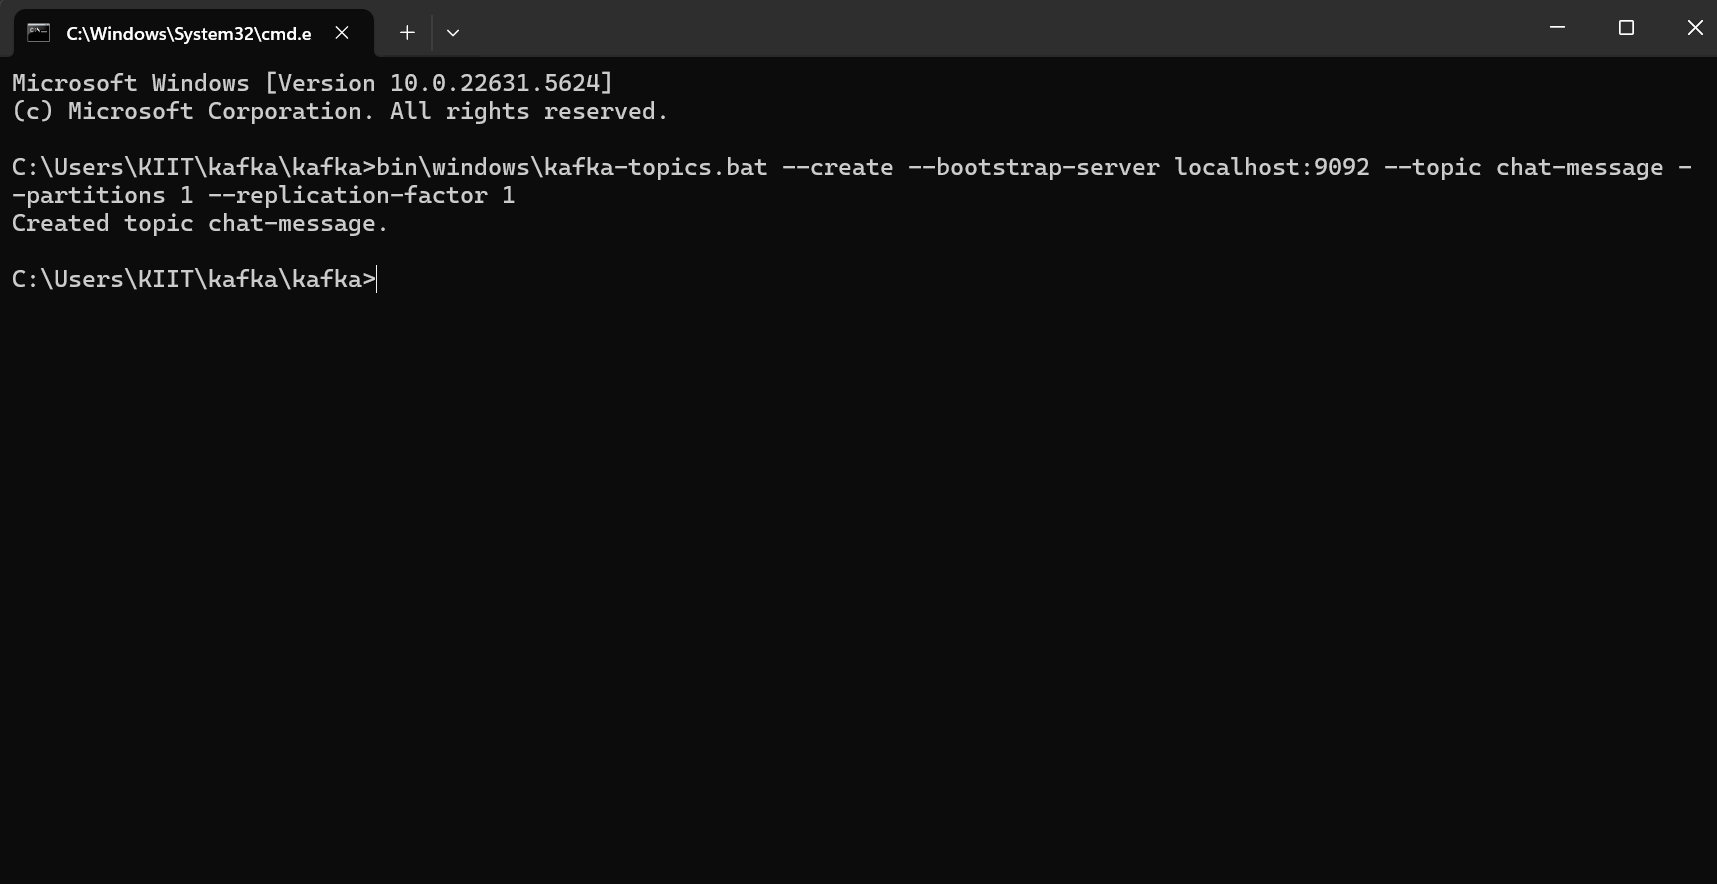 C:\Windows\System32\cmd.e
Microsoft Windows [Version 10.0.22631.5624]
(c) Microsoft Corporation. All rights reserved.
C:\Users\KIIT\kafka\kafka>bin\windows\kafka-topics.bat --create --bootstrap-server localhost:9092 --topic chat-message -
-partitions 1 --replication-factor 1
Created topic chat-message.
C:\Users\KIIT\kafka\kafka>